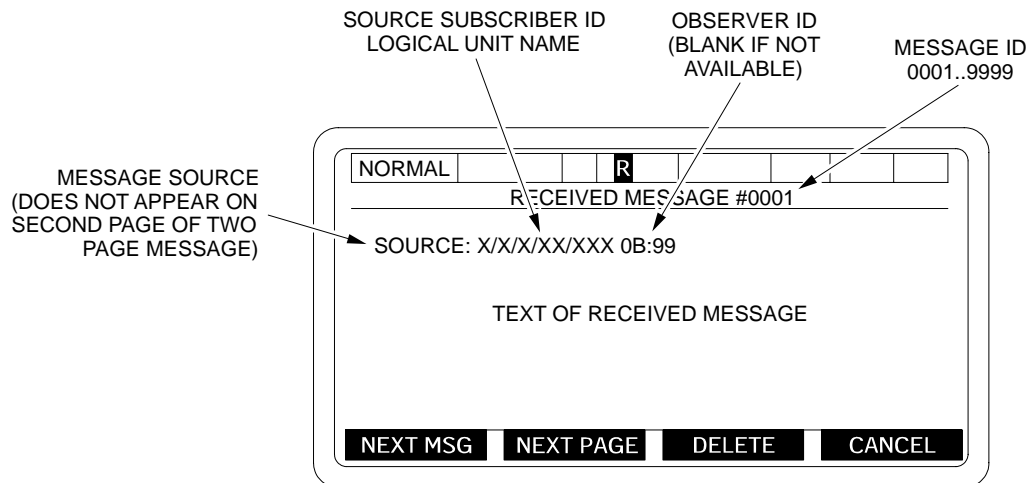 SOURCE SUBSCRIBER ID
LOGICAL UNIT NAME
OBSERVER ID
(BLANK IF NOT
AVAILABLE)
MESSAGE ID
0001..9999
MESSAGE SOURCE
(DOES NOT APPEAR ON
SECOND PAGE OF TWO
PAGE MESSAGE)
NORMAL R
RECEIVED MESSAGE #0001
SOURCE: X/X/X/XX/XXX 0B:99
TEXT OF RECEIVED MESSAGE
NEXT MSG NEXT PAGE DELETE CANCEL